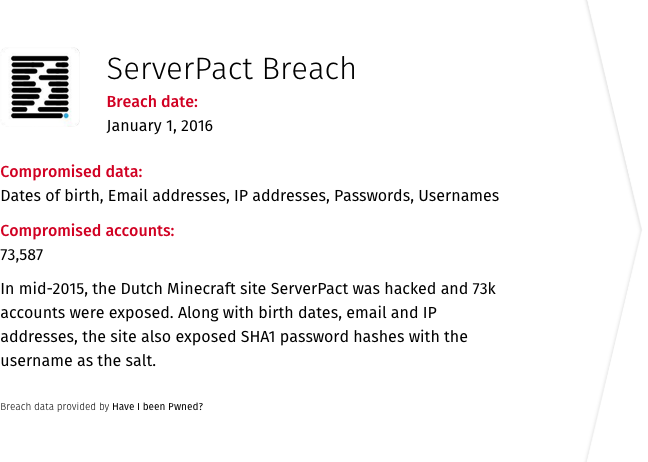 ServerPact Breach
Breach date:
January 1, 2016
Compromised data:
Dates of birth, Email addresses, IP addresses, Passwords, Usernames
Compromised accounts:
73,587
In mid-2015, the Dutch Minecraft site ServerPact was hacked and 73k
accounts were exposed. Along with birth dates, email and IP
addresses, the site also exposed SHA1 password hashes with the
username as the salt.
Breach data provided by Have I been Pwned?